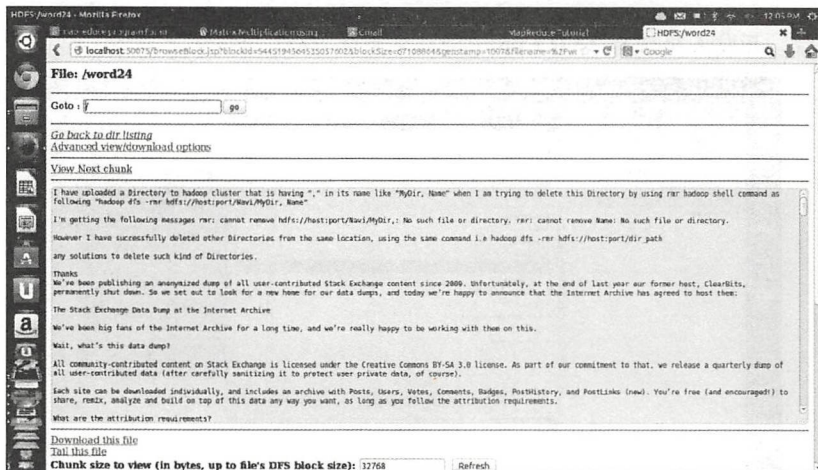 HDFS:/word24 - Mozilla Firefox
12:05 PM
Matrix Multiplication using
Gmail
MapReduce Tutorial
HDFS:/word24
Google
File: /word24
Goto : / go
Go back to dir listing
Advanced view/download options
View Next chunk
I have uploaded a Directory to hadoop cluster that is having "," in its name like "MyDir, Name" when I am trying to delete this Directory by using rmr hadoop shell command as
following "hadoop dfs -rmr hdfs://host:port/Navi/MyDir, Name"
I'm getting the following messages rmr: cannot remove hdfs://host:port/Navi/MyDir,: No such file or directory. rmr: cannot remove Name: No such file or directory.
However I have successfully deleted other Directories from the same location, using the same command i.e hadoop dfs -rmr hdfs://host:port/dir_path
any solutions to delete such kind of Directories.
Thanks
We've been publishing an anonymized dump of all user-contributed Stack Exchange content since 2009. Unfortunately, at the end of last year our former host, ClearBits,
permanently shut down. So we set out to look for a new home for our data dumps, and today we're happy to announce that the Internet Archive has agreed to host them:
The Stack Exchange Data Dump at the Internet Archive
We've been big fans of the Internet Archive for a long time, and we're really happy to be working with them on this.
Wait, what's this data dump?
All community-contributed content on Stack Exchange is licensed under the Creative Commons BY-SA 3.0 license. As part of our commitment to that, we release a quarterly dump of
all user-contributed data (after carefully sanitizing it to protect user private data, of course).
Each site can be downloaded individually, and includes an archive with Posts, Users, Votes, Comments, Badges, PostHistory, and PostLinks (new). You're free (and encouraged!) to
share, remix, analyze and build on top of this data any way you want, as long as you follow the attribution requirements.
What are the attribution requirements?
Download this file
Tail this file
Chunk size to view (in bytes, up to file's DFS block size): 32768 Refresh